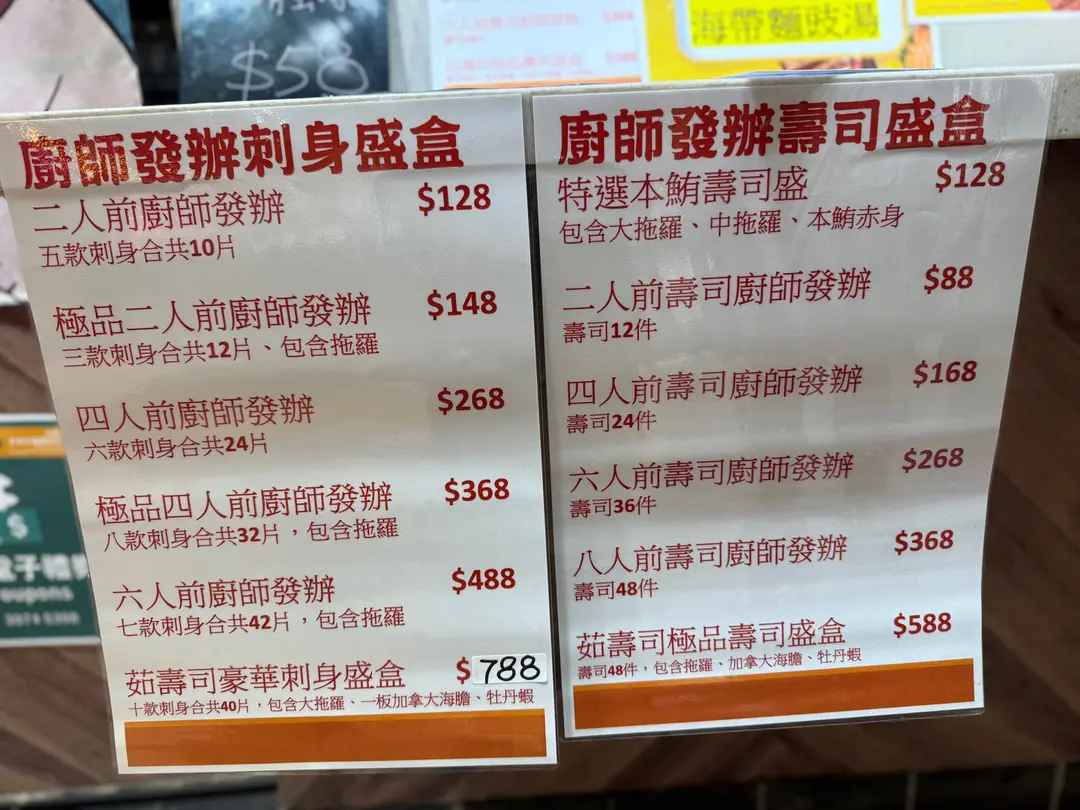 $50
$368
海帶麵豉湯
廚師發辦刺身盛盒
二人前廚師發辦 $128
五款刺身合共10片
極品二人前廚師發辦 $148
三款刺身合共12片、包含拖羅
四人前廚師發辦 $268
六款刺身合共24片
極品四人前廚師發辦 $368
八款刺身合共32片，包含拖羅
六人前廚師發辦 $488
七款刺身合共42片，包含拖羅
茹壽司豪華刺身盛盒 $788
十款刺身合共40片，包含大拖羅、一板加拿大海膽、牡丹蝦
廚師發辦壽司盛盒
特選本鮪壽司盛 $128
包含大拖羅、中拖羅、本鮪赤身
二人前壽司廚師發辦 $88
壽司12件
四人前壽司廚師發辦 $168
壽司24件
六人前壽司廚師發辦 $268
壽司36件
八人前壽司廚師發辦 $368
壽司48件
茹壽司極品壽司盛盒 $588
壽司48件，包含拖羅、加拿大海膽、牡丹蝦
$
子禮
oupons